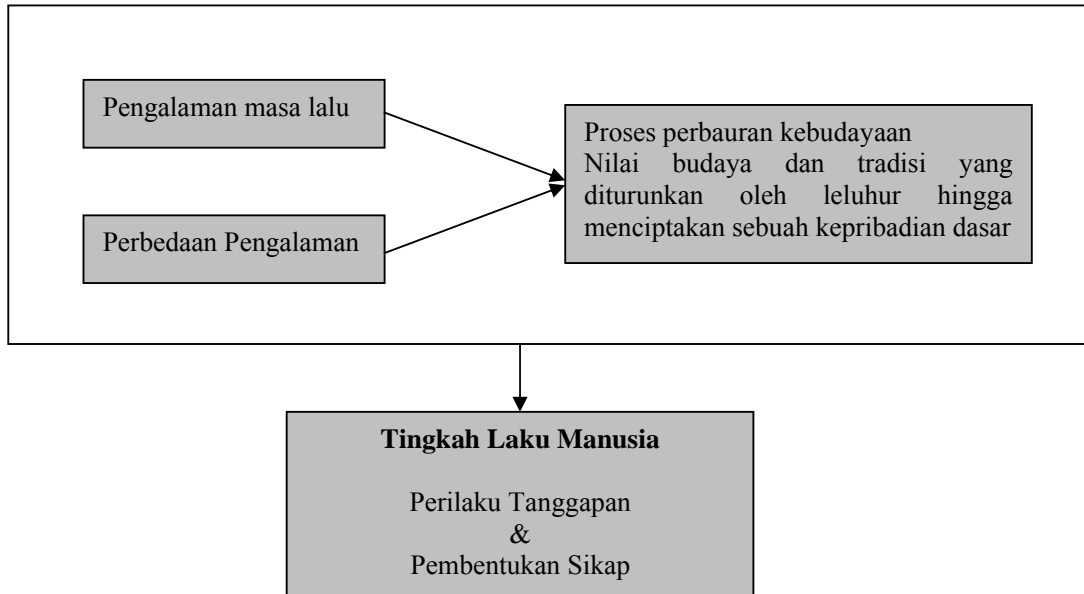 Pengalaman masa lalu
Perbedaan Pengalaman
Proses perbauran kebudayaan
Nilai budaya dan tradisi yang
diturunkan oleh leluhur hingga
menciptakan sebuah kepribadian dasar
Tingkah Laku Manusia
Perilaku Tanggapan
&
Pembentukan Sikap